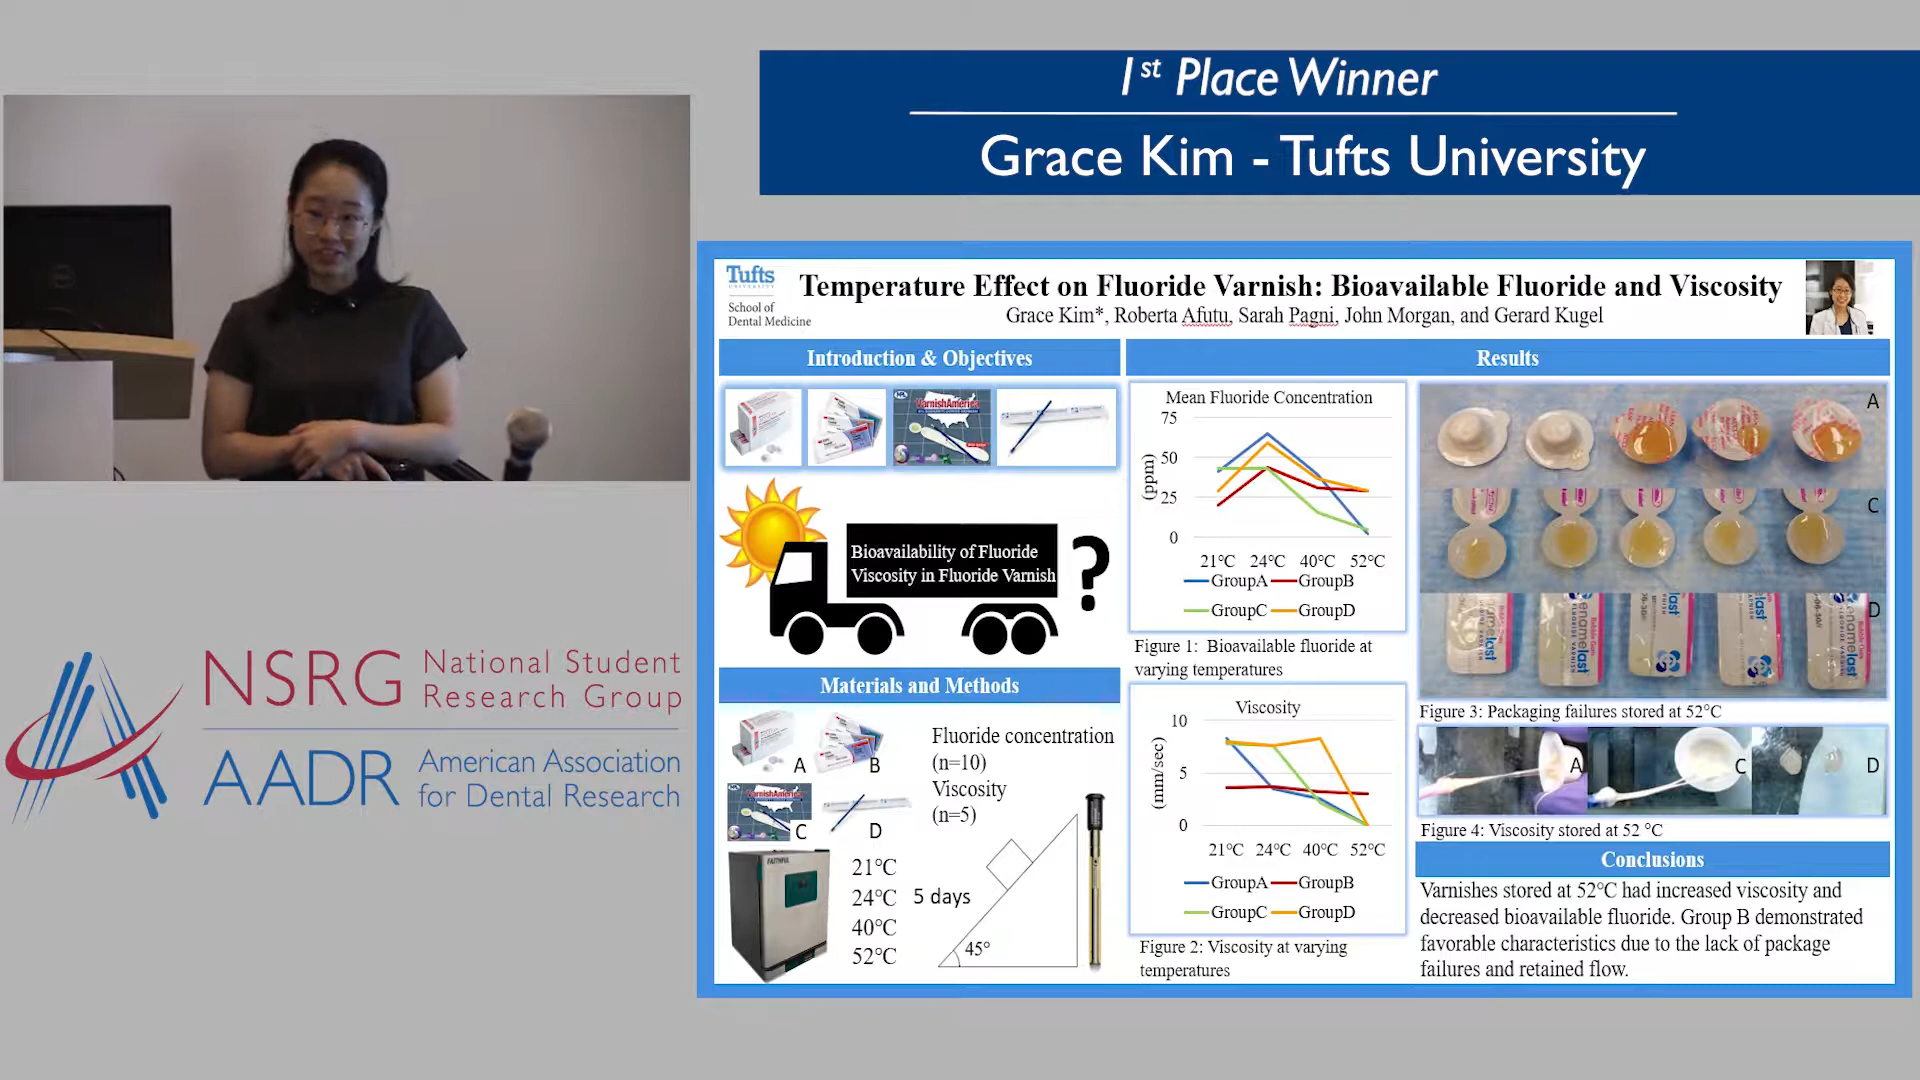 1st Place Winner
Grace Kim - Tufts University
Tufts
UNIVERSITY
School of
Dental Medicine
Temperature Effect on Fluoride Varnish: Bioavailable Fluoride and Viscosity
Grace Kim*, Roberta Afutu, Sarah Pagni, John Morgan, and Gerard Kugel
Introduction & Objectives
VarnishAmerica
Bioavailability of Fluoride
Viscosity in Fluoride Varnish
?
Materials and Methods
A
B
C
D
Fluoride concentration
(n=10)
Viscosity
(n=5)
FAITHFUL
21°C
24°C
40°C
52°C
5 days
45°
Results
Mean Fluoride Concentration
(ppm)
75
50
25
0
21°C 24°C 40°C 52°C
GroupA GroupB
GroupC GroupD
Figure 1: Bioavailable fluoride at
varying temperatures
Viscosity
(mm/sec)
10
5
0
21°C 24°C 40°C 52°C
GroupA GroupB
GroupC GroupD
Figure 2: Viscosity at varying
temperatures
A
C
D
enamelast
enamelast
Figure 3: Packaging failures stored at 52°C
A
C
D
Figure 4: Viscosity stored at 52 °C
Conclusions
Varnishes stored at 52°C had increased viscosity and
decreased bioavailable fluoride. Group B demonstrated
favorable characteristics due to the lack of package
failures and retained flow.
NSRG National Student
Research Group
AADR American Association
for Dental Research